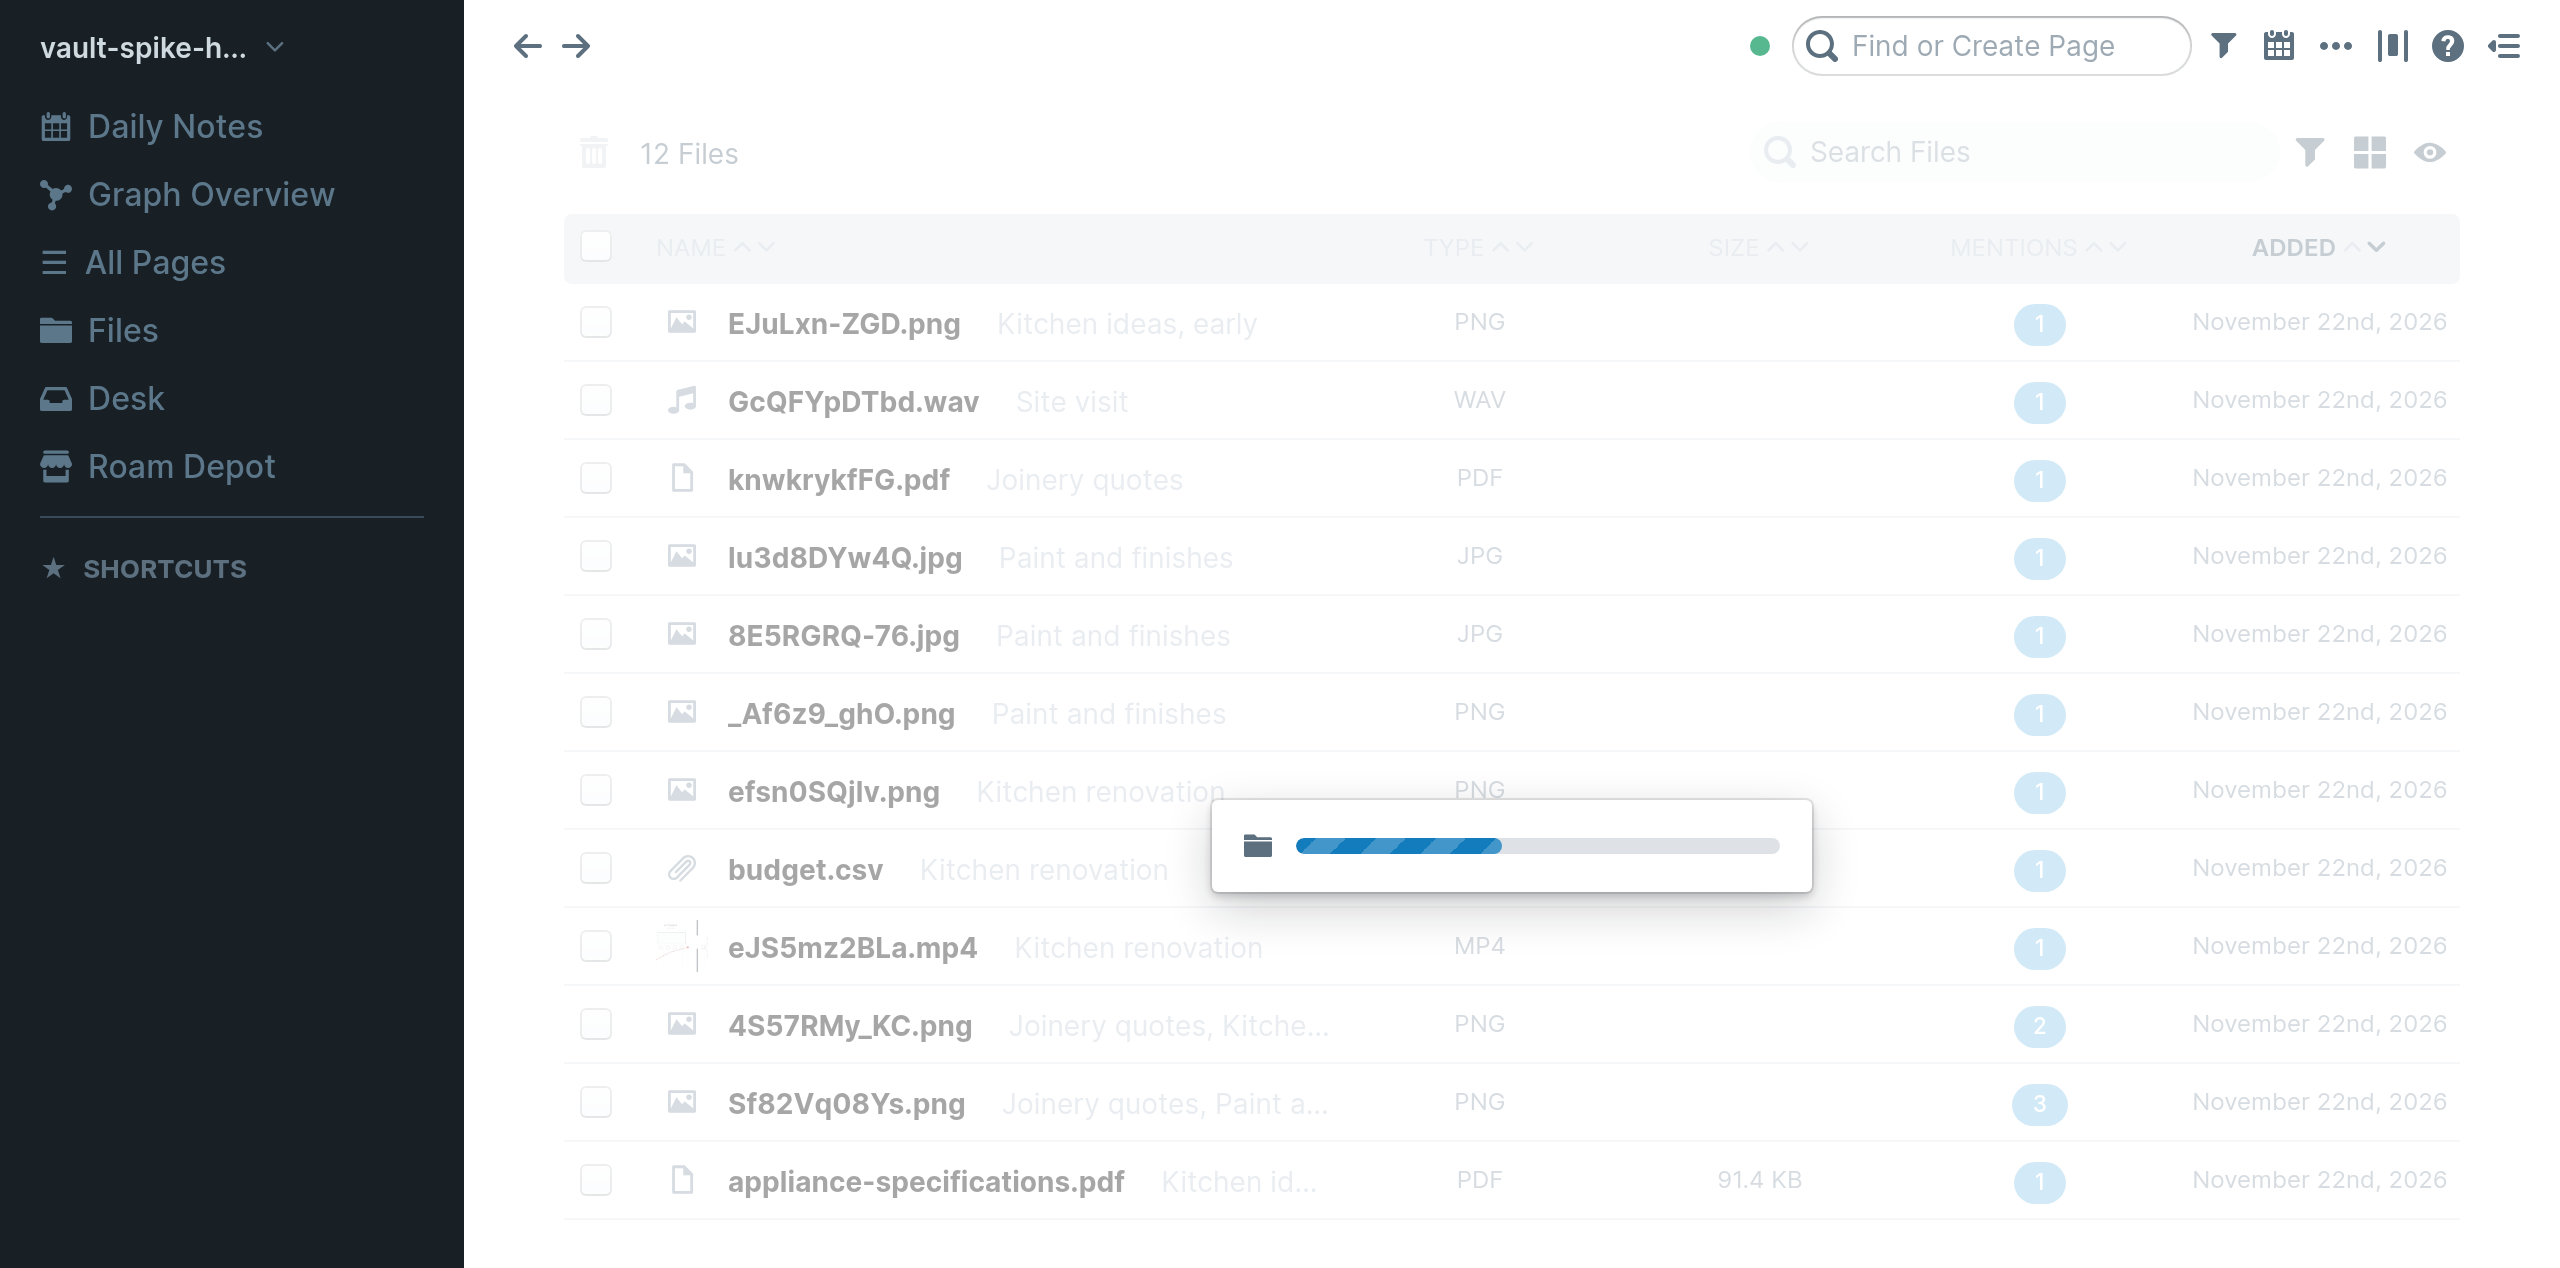 vault-spike-h...
Daily Notes
Graph Overview
All Pages
Files
Desk
Roam Depot
SHORTCUTS
Find or Create Page
12 Files
Search Files
NAME TYPE SIZE MENTIONS ADDED
EJuLxn-ZGD.png Kitchen ideas, early PNG 1 November 22nd, 2026
GcQFYpDTbd.wav Site visit WAV 1 November 22nd, 2026
knwkrykfFG.pdf Joinery quotes PDF 1 November 22nd, 2026
lu3d8DYw4Q.jpg Paint and finishes JPG 1 November 22nd, 2026
8E5RGRQ-76.jpg Paint and finishes JPG 1 November 22nd, 2026
_Af6z9_ghO.png Paint and finishes PNG 1 November 22nd, 2026
efsn0SQjlv.png Kitchen renovation PNG 1 November 22nd, 2026
budget.csv Kitchen renovation 1 November 22nd, 2026
eJS5mz2BLa.mp4 Kitchen renovation MP4 1 November 22nd, 2026
4S57RMy_KC.png Joinery quotes, Kitche... PNG 2 November 22nd, 2026
Sf82Vq08Ys.png Joinery quotes, Paint a... PNG 3 November 22nd, 2026
appliance-specifications.pdf Kitchen id... PDF 91.4 KB 1 November 22nd, 2026